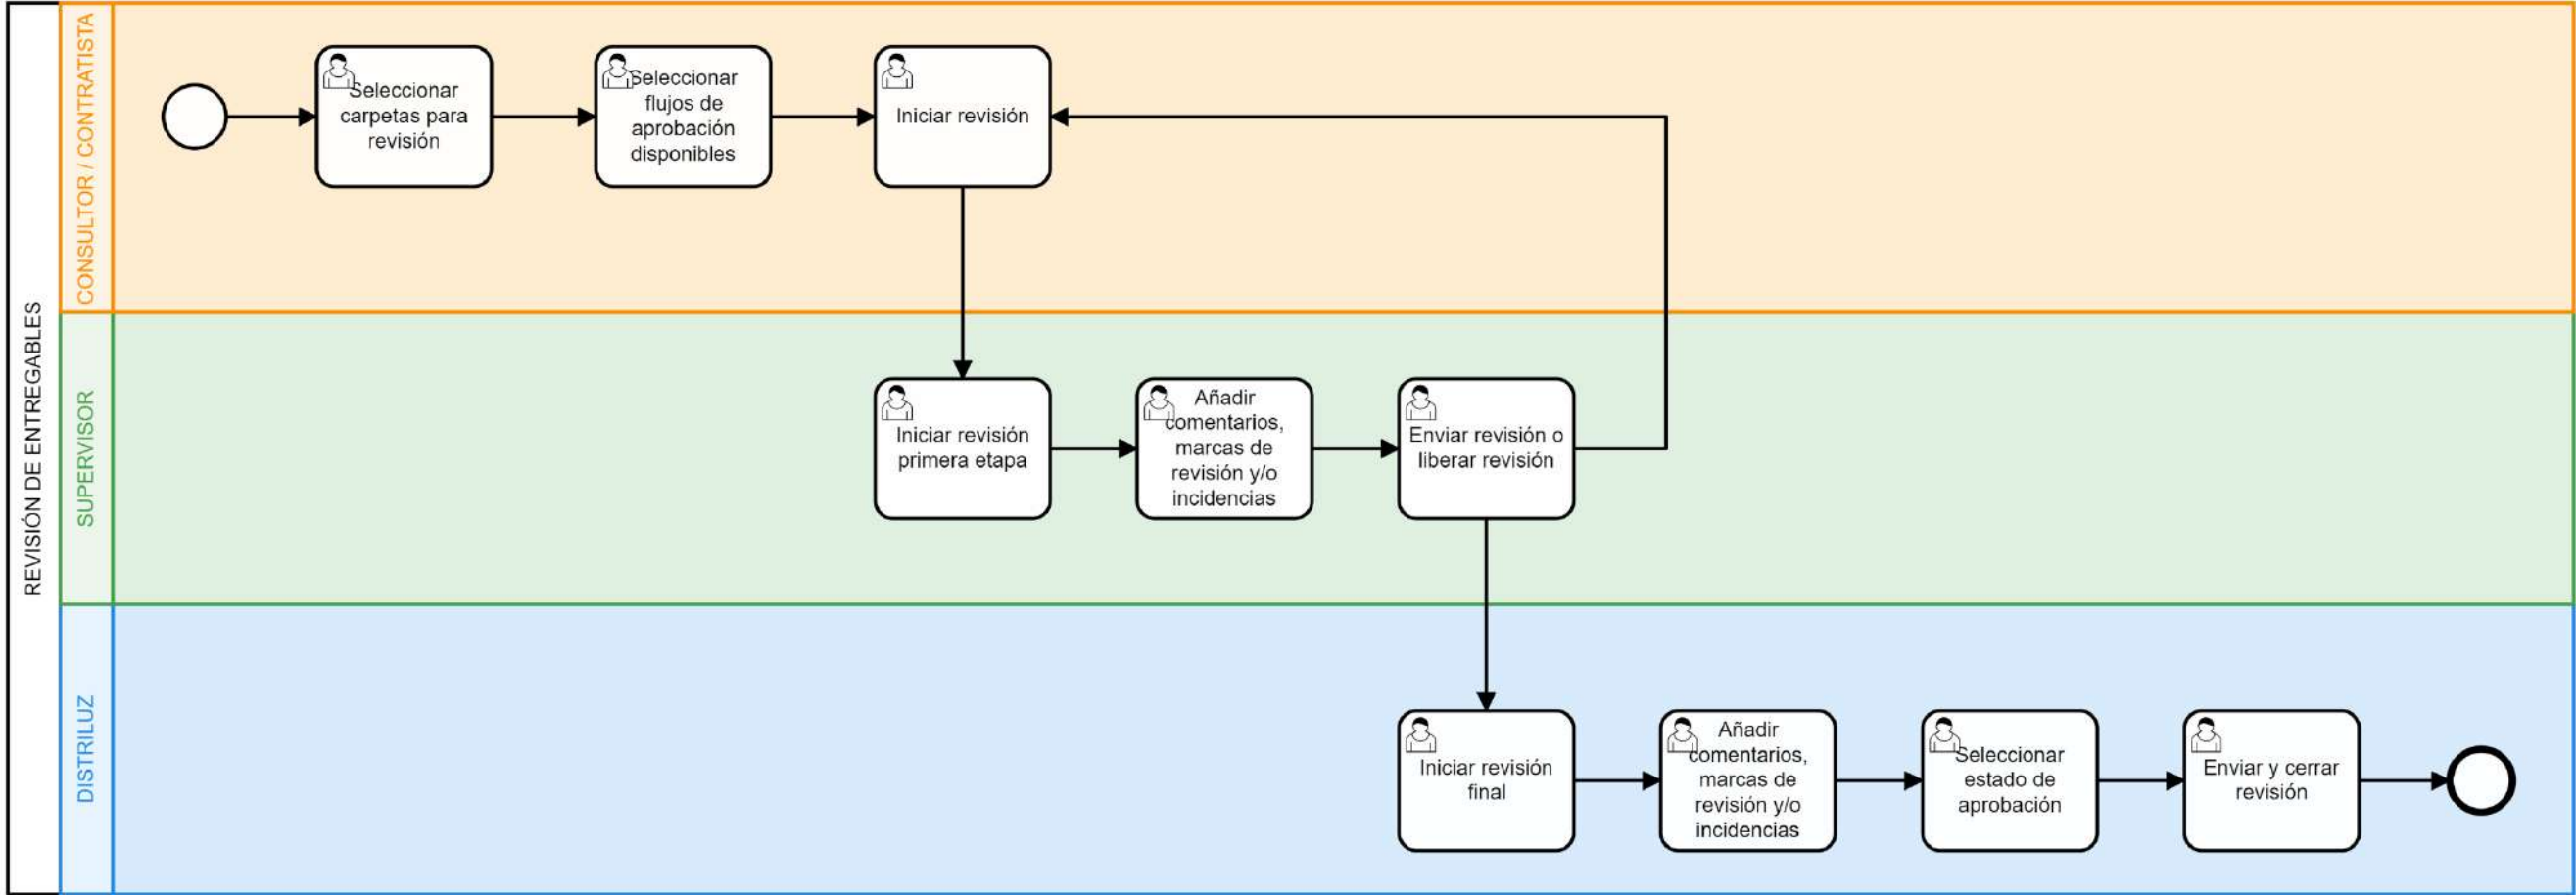 REVISIÓN DE ENTREGABLES
CONSULTOR / CONTRATISTA
Seleccionar
carpetas para
revisión
Seleccionar
flujos de
aprobación
disponibles
Iniciar revisión
SUPERVISOR
Iniciar revisión
primera etapa
Añadir
comentarios,
marcas de
revisión y/o
incidencias
Enviar revisión o
liberar revisión
DISTRILUZ
Iniciar revisión
final
Añadir
comentarios,
marcas de
revisión y/o
incidencias
Seleccionar
estado de
aprobación
Enviar y cerrar
revisión